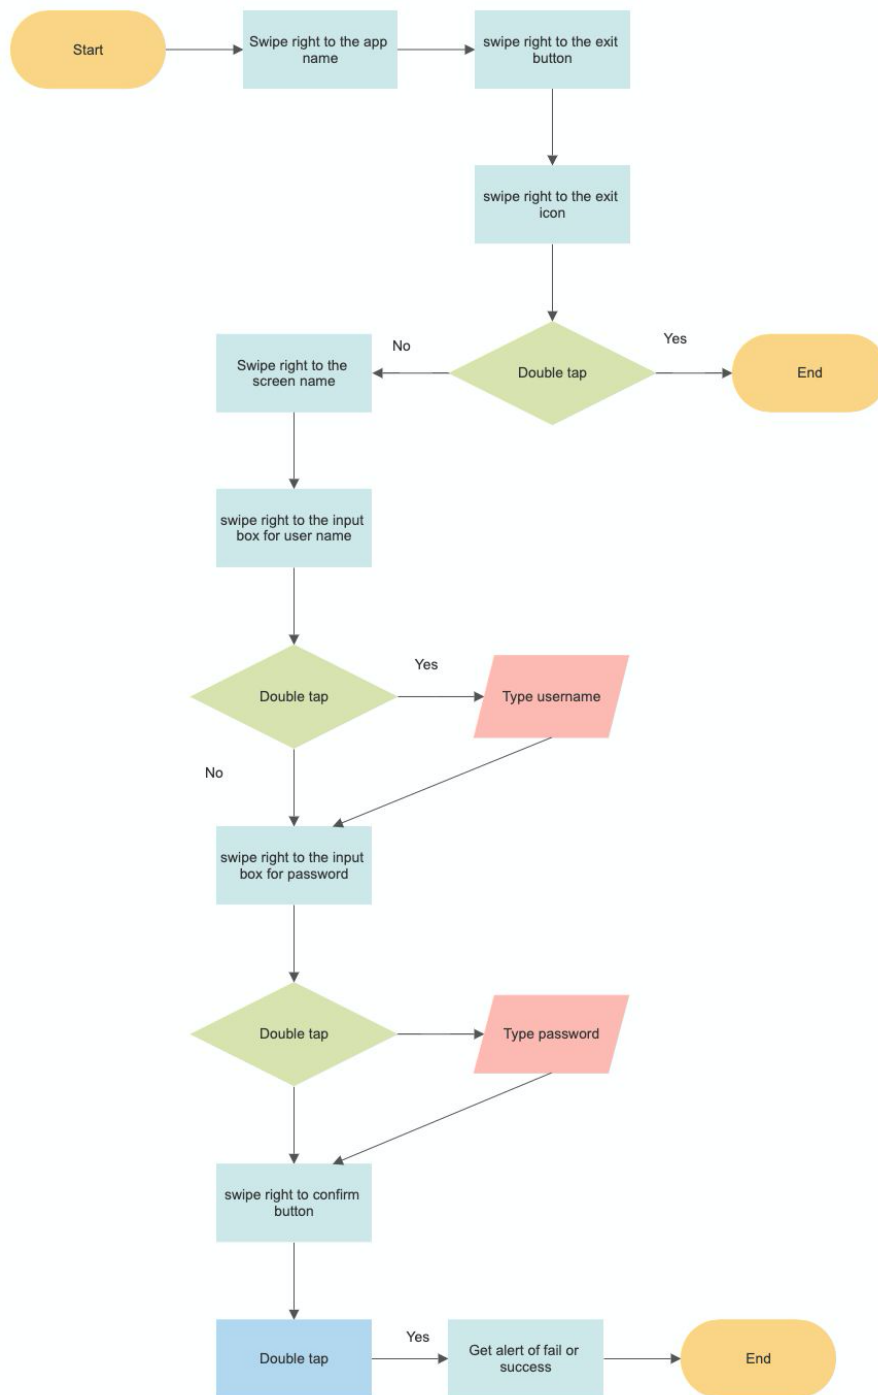 Start
Swipe right to the app
name
swipe right to the exit
button
swipe right to the exit
icon
Double tap
Yes
End
No
Swipe right to the
screen name
swipe right to the input
box for user name
Double tap
Yes
Type username
No
swipe right to the input
box for password
Double tap
Type password
swipe right to confirm
button
Double tap
Yes
Get alert of fail or
success
End